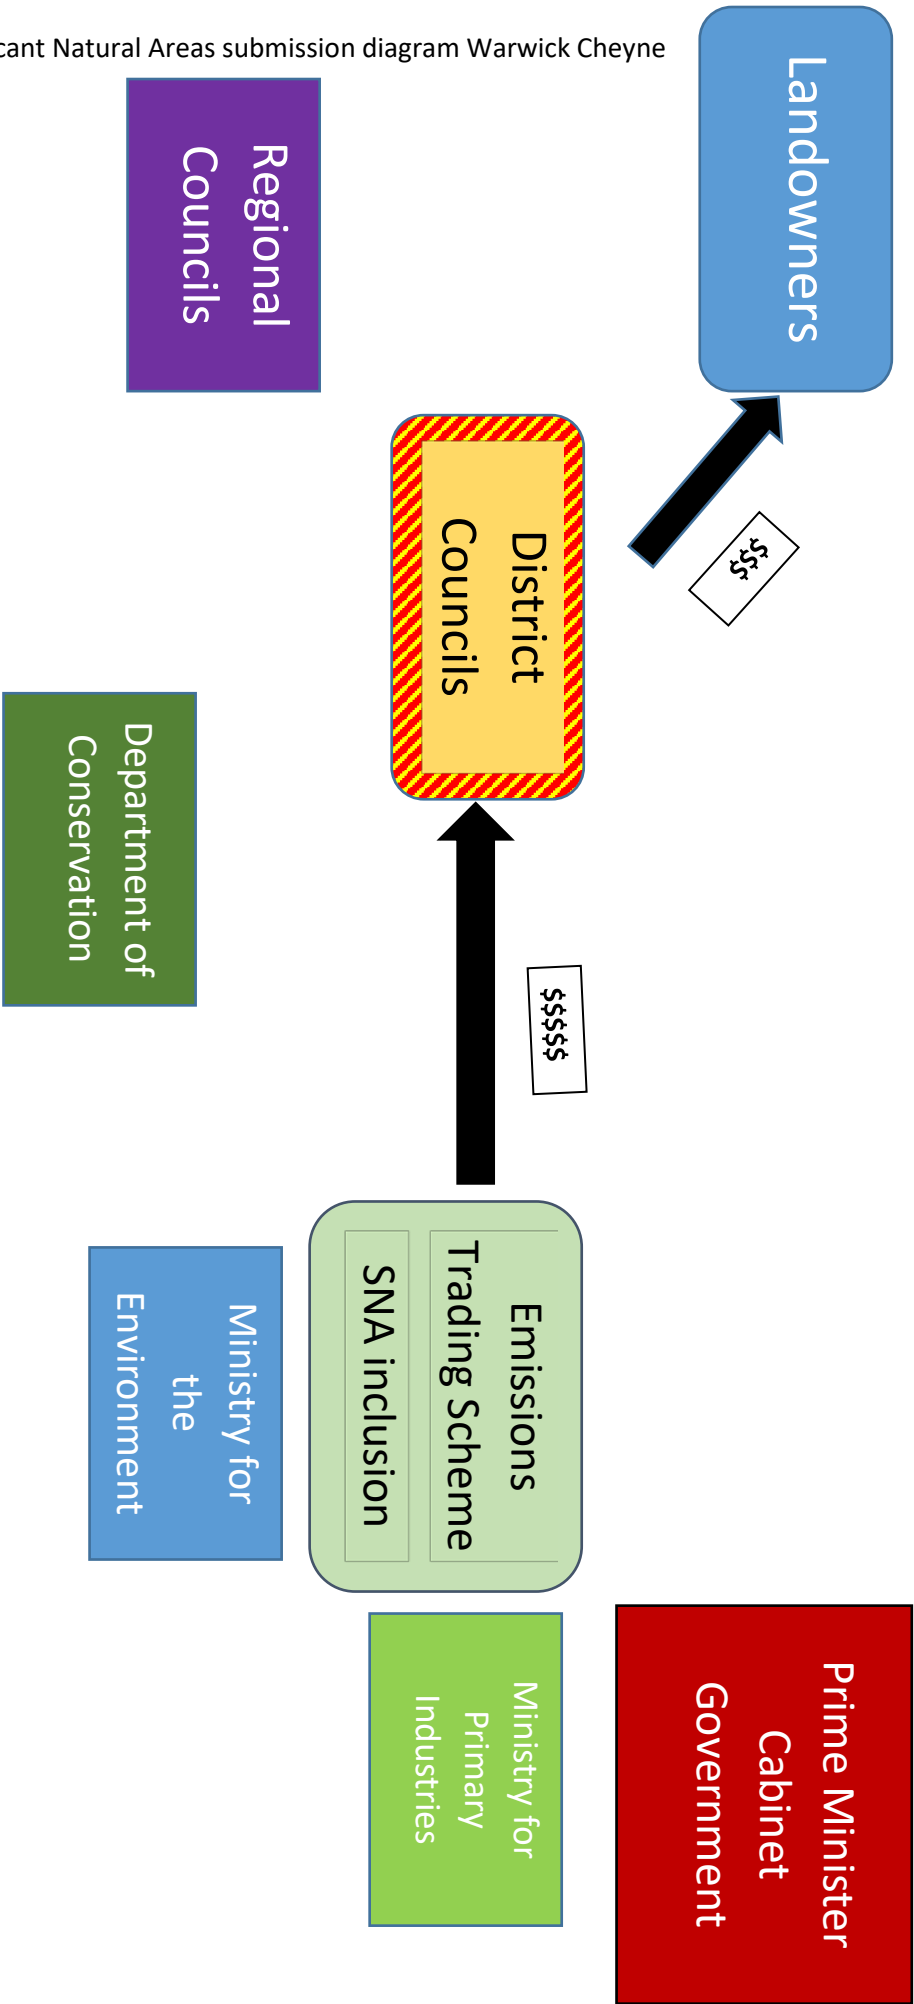 cant Natural Areas submission diagram Warwick Cheyne
Landowners
Regional
Councils
$$$
District
Councils
Department of
Conservation
$$$$$
Emissions
Trading Scheme
SNA inclusion
Ministry for
the
Environment
Prime Minister
Cabinet
Government
Ministry for
Primary
Industries